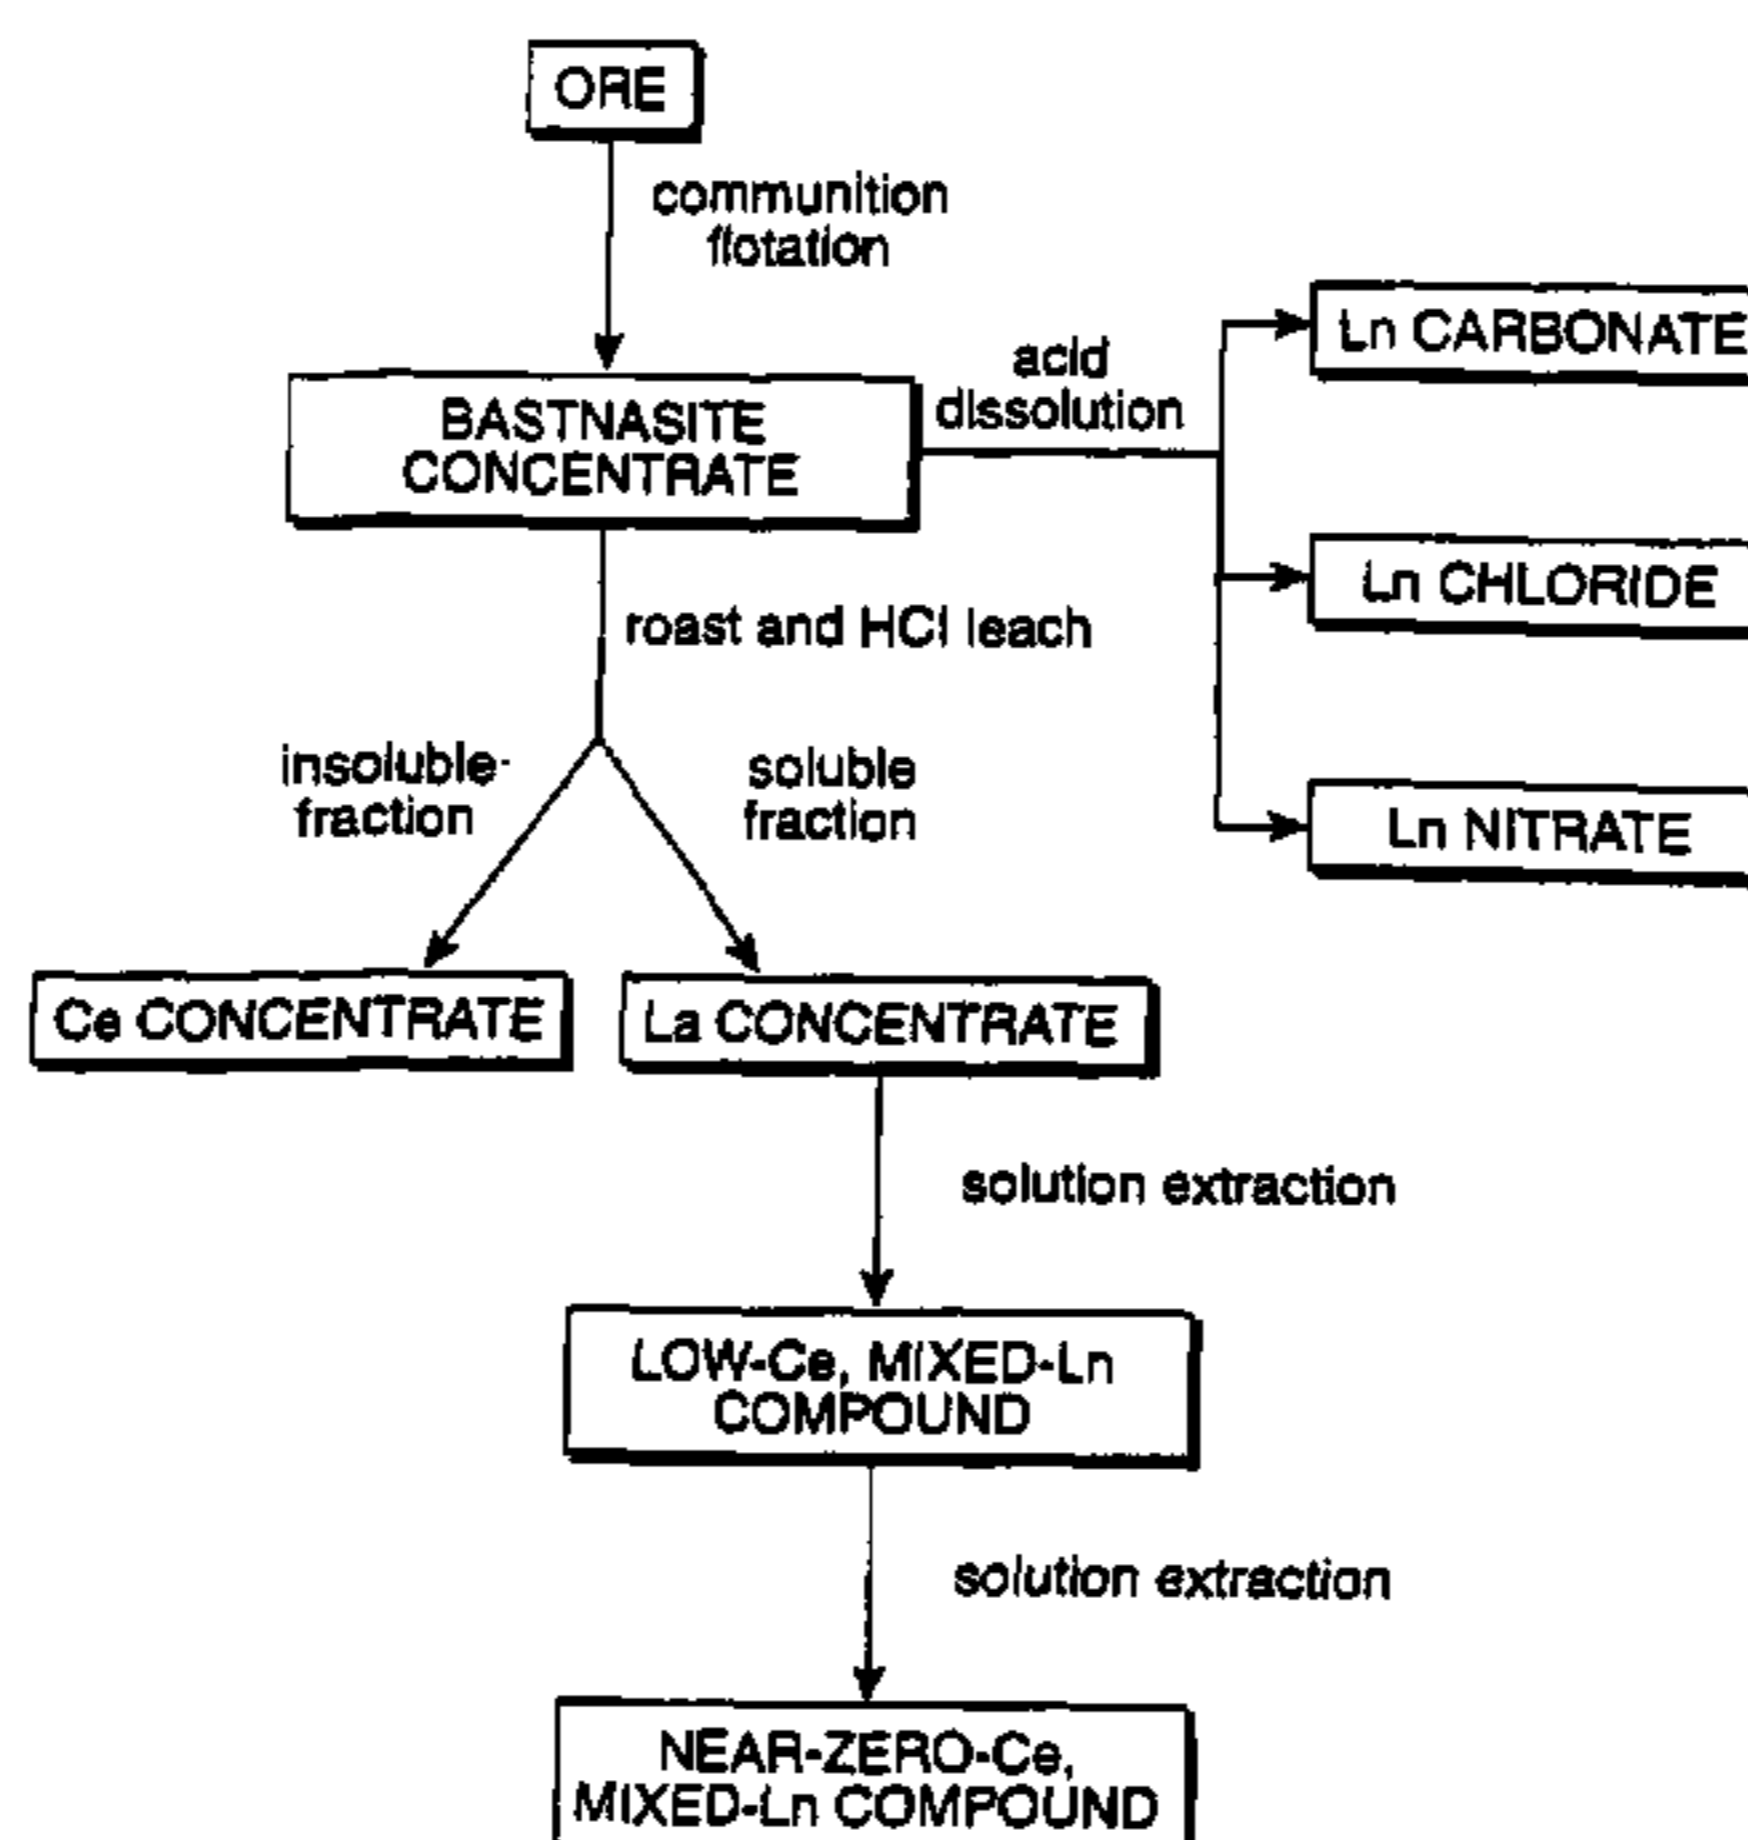 ORE
communition
flotation
BASTNASITE
CONCENTRATE
acid
dissolution
Ln CARBONATE
Ln CHLORIDE
Ln NITRATE
roast and HCl leach
insoluble-
fraction
soluble
fraction
Ce CONCENTRATE
La CONCENTRATE
solution extraction
LOW-Ce, MIXED-Ln
COMPOUND
solution extraction
NEAR-ZERO-Ce,
MIXED-Ln COMPOUND